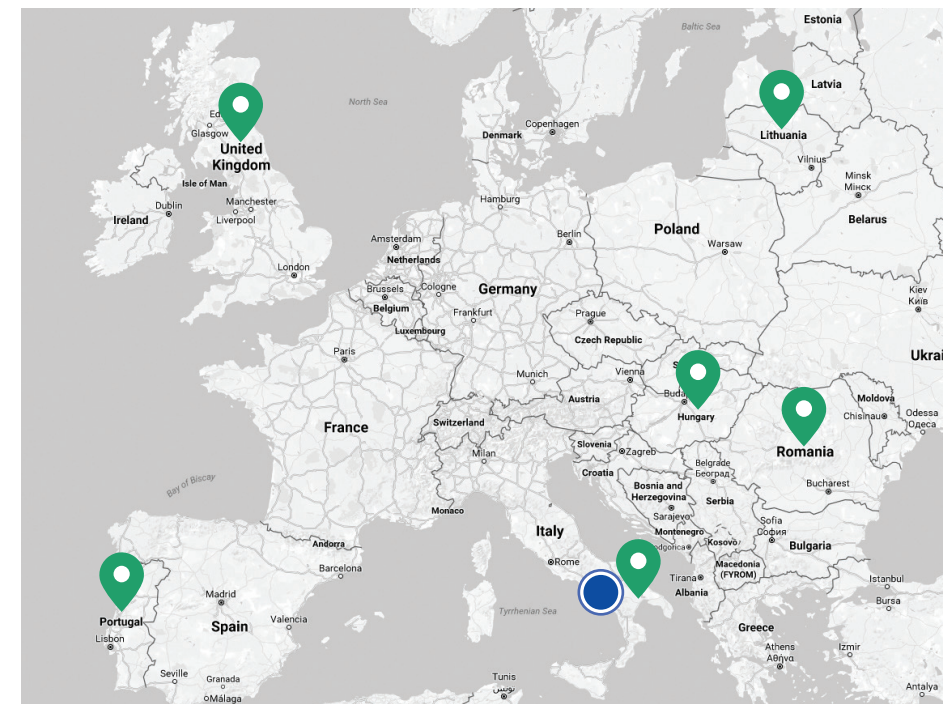 Estonia
Baltic Sea
Latvia
North Sea
Glasgow
Copenhagen
Denmark
Lithuania
United
Kingdom
Vilnius
Isle of Man
Minsk
Мінск
Dublin
Manchester
Liverpool
Ireland
Hamburg
Belarus
Poland
Berlin
Warsaw
Amsterdam
Netherlands
London
Brussels
Cologne
Germany
Kiev
Київ
Belgium
Frankfurt
Prague
Luxembourg
Czech Republic
Paris
Ukrai
Munich
Vienna
Austria
Moldova
Hungary
Chisinau
Odessa
Одеса
France
Switzerland
Slovenia
Zagreb
Romania
Milan
Croatia
Belgrade
Београд
Bay of Biscay
Bosnia and
Herzegovina
Bucharest
Serbia
Monaco
Sarajevo
Sofia
София
Italy
Montenegro
Kosovo
Andorra
Bulgaria
Rome
Macedonia
(FYROM)
Barcelona
Tirana
Albania
Istanbul
Madrid
Bursa
Tyrrhenian Sea
Portugal
Spain
Valencia
Greece
Lisbon
Athens
Αθήνα
Izmir
Seville
Granada
Tunis
تونس
Málaga
Antalya